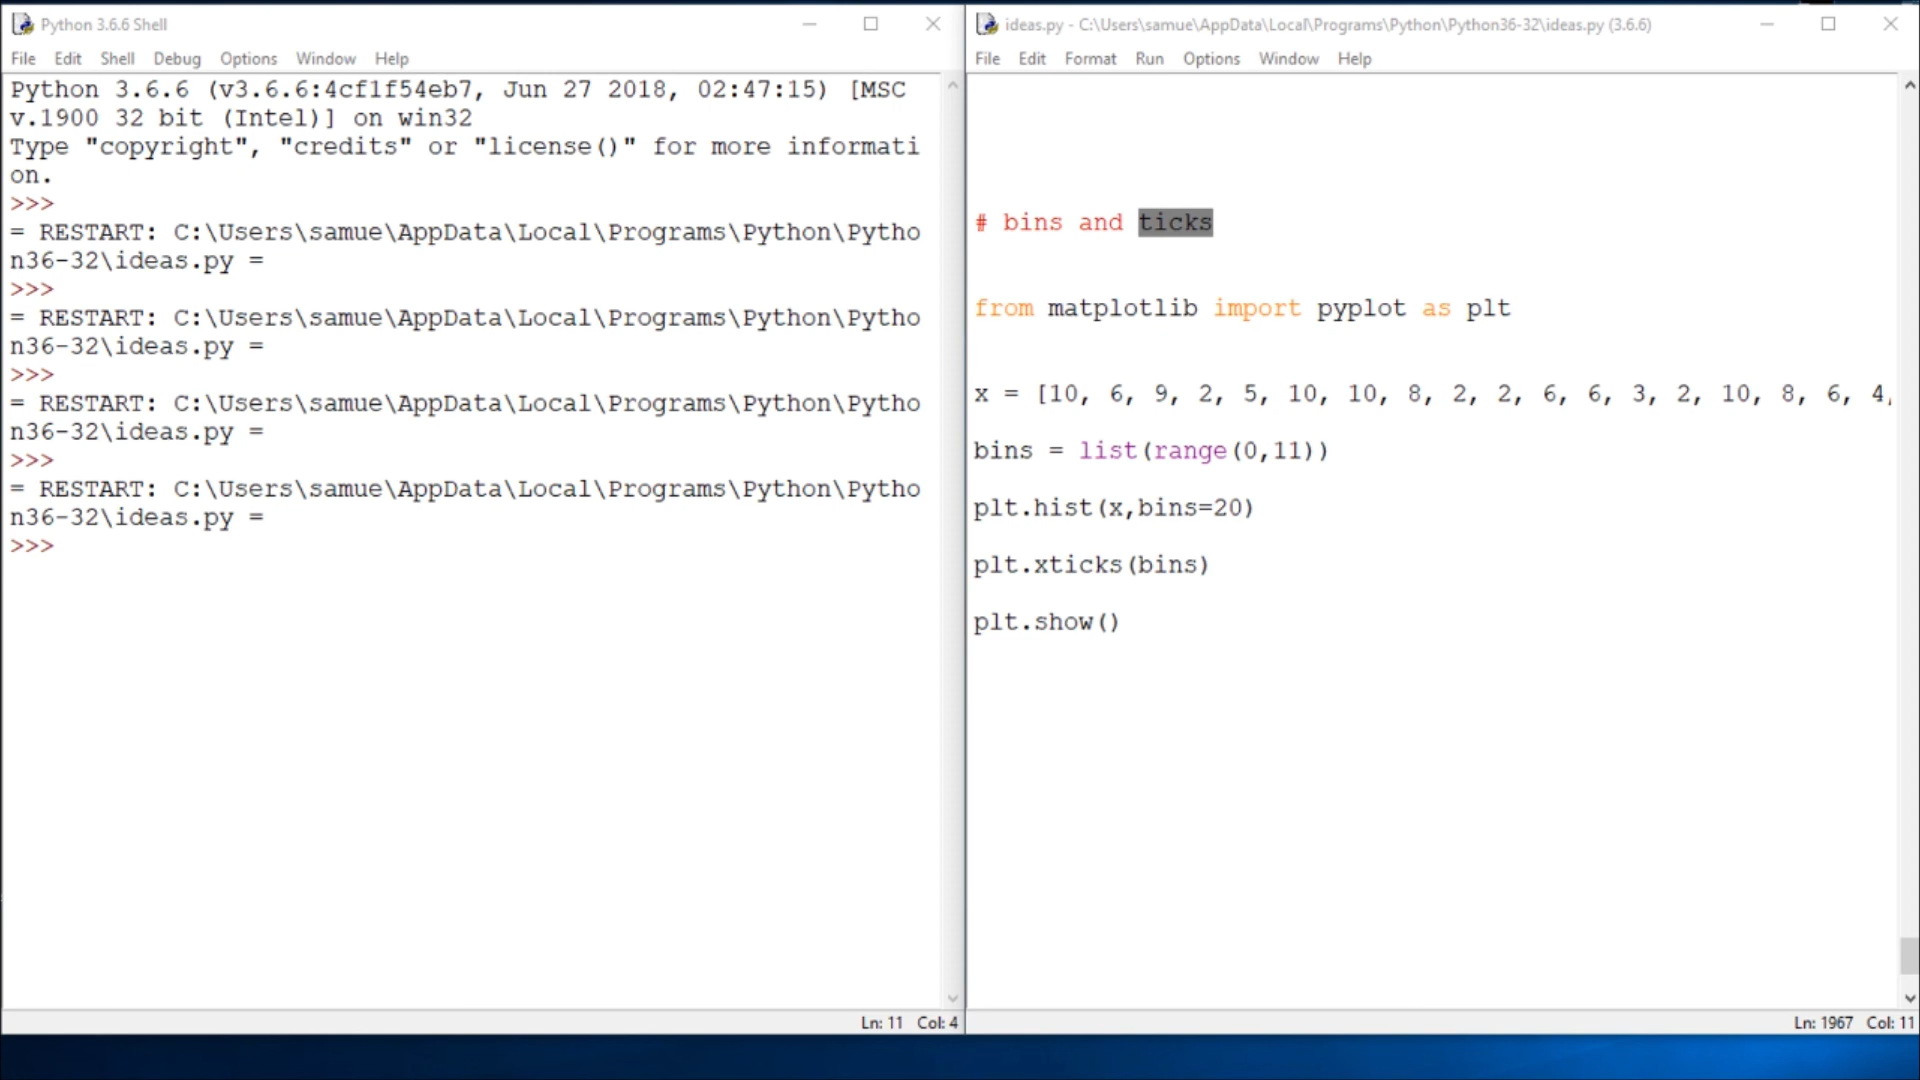 Python 3.6.6 Shell
File Edit Shell Debug Options Window Help
Python 3.6.6 (v3.6.6:4cf1f54eb7, Jun 27 2018, 02:47:15) [MSC
v.1900 32 bit (Intel)] on win32
Type "copyright", "credits" or "license()" for more informati
on.
>>>
= RESTART: C:\Users\samue\AppData\Local\Programs\Python\Pytho
n36-32\ideas.py =
>>>
= RESTART: C:\Users\samue\AppData\Local\Programs\Python\Pytho
n36-32\ideas.py =
>>>
= RESTART: C:\Users\samue\AppData\Local\Programs\Python\Pytho
n36-32\ideas.py =
>>>
= RESTART: C:\Users\samue\AppData\Local\Programs\Python\Pytho
n36-32\ideas.py =
>>>
Ln: 11 Col: 4
ideas.py - C:\Users\samue\AppData\Local\Programs\Python\Python36-32\ideas.py (3.6.6)
File Edit Format Run Options Window Help
# bins and ticks
from matplotlib import pyplot as plt
x = [10, 6, 9, 2, 5, 10, 10, 8, 2, 2, 6, 6, 3, 2, 10, 8, 6, 4,
bins = list(range(0,11))
plt.hist(x,bins=20)
plt.xticks(bins)
plt.show()
Ln: 1967 Col: 11